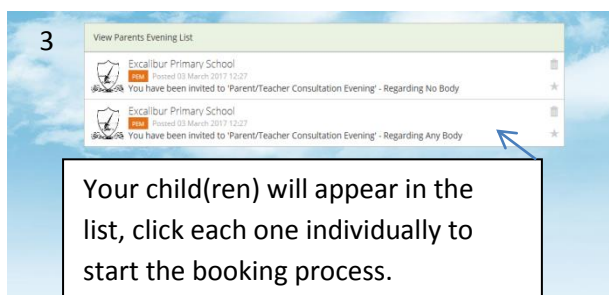 3
View Parents Evening List
Excalibur Primary School
PEM Posted 03 March 2017 12:27
You have been invited to 'Parent/Teacher Consultation Evening' - Regarding No Body
Excalibur Primary School
PEM Posted 03 March 2017 12:27
You have been invited to 'Parent/Teacher Consultation Evening' - Regarding Any Body
Your child(ren) will appear in the
list, click each one individually to
start the booking process.